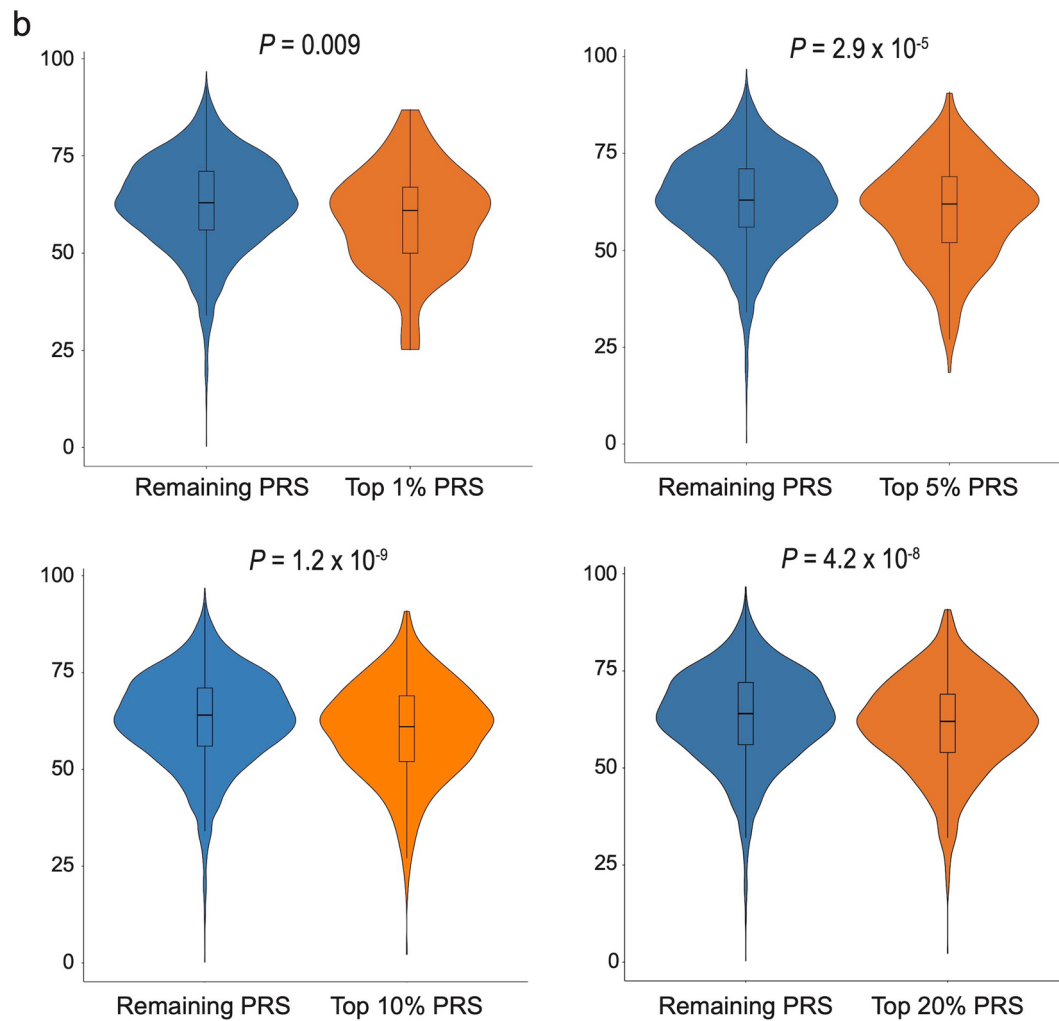 b
P = 0.009
100
75
50
25
0
Remaining PRS Top 1% PRS
P = 2.9 x 10⁻⁵
100
75
50
25
0
Remaining PRS Top 5% PRS
P = 1.2 x 10⁻⁹
100
75
50
25
0
Remaining PRS Top 10% PRS
P = 4.2 x 10⁻⁸
100
75
50
25
0
Remaining PRS Top 20% PRS